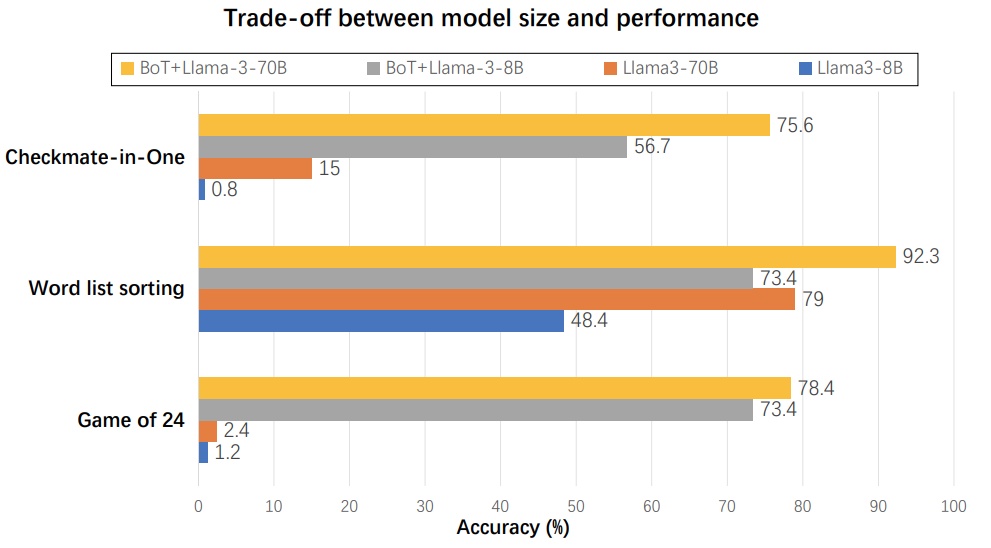 Trade-off between model size and performance
BoT+Llama-3-70B BoT+Llama-3-8B Llama3-70B Llama3-8B
Checkmate-in-One
75.6
56.7
15
0.8
Word list sorting
92.3
73.4
79
48.4
Game of 24
78.4
73.4
2.4
1.2
0 10 20 30 40 50 60 70 80 90 100
Accuracy (%)